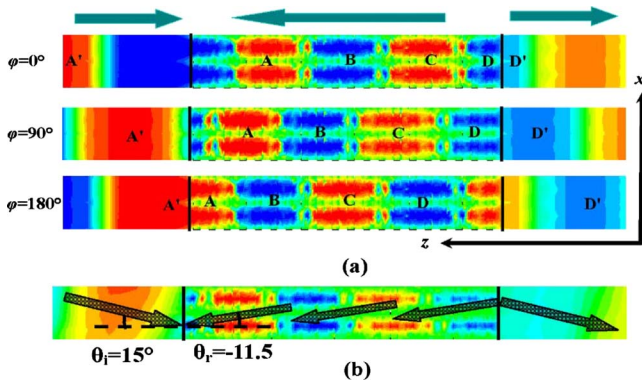 φ=0° A' A B C D D' x
φ=90° A' A B C D D'
φ=180° A' A B C D D'
z
(a)
θi=15° θr=-11.5
(b)